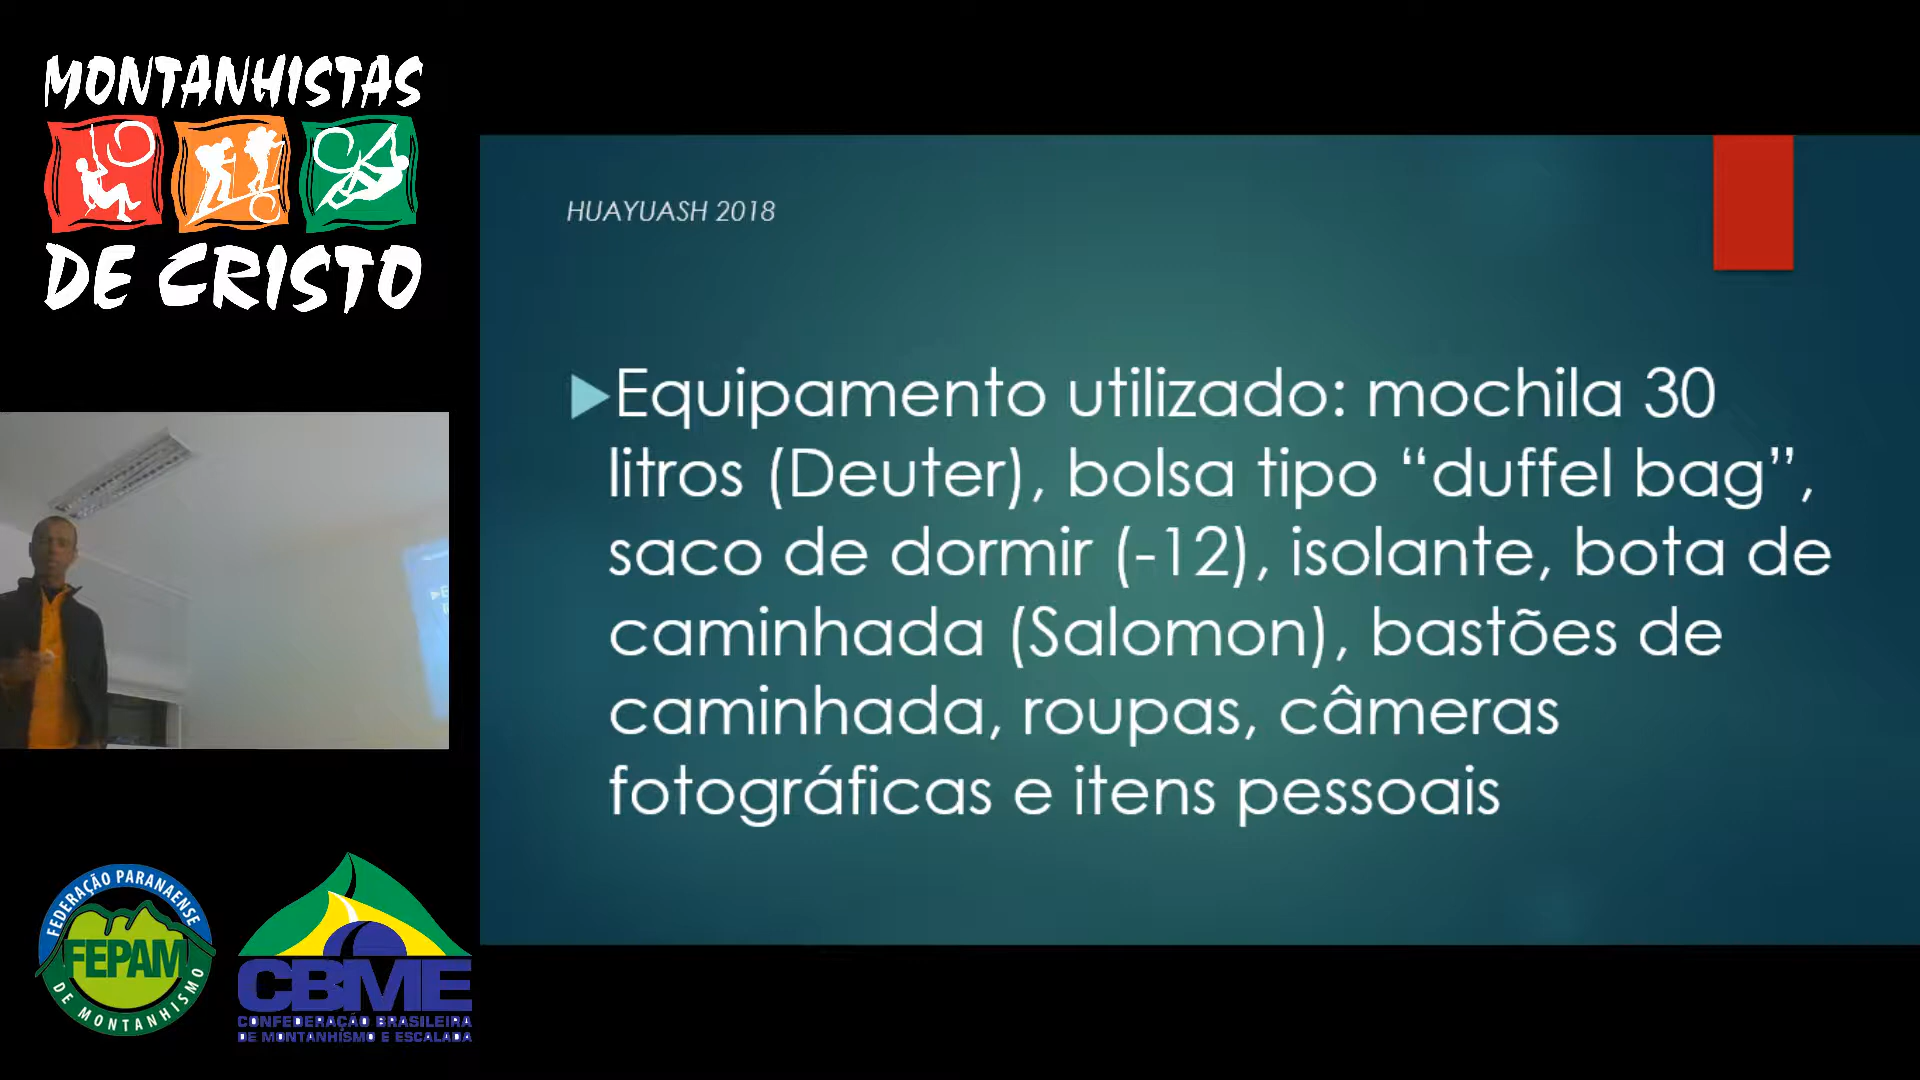 MONTANHISTAS
DE CRISTO
HUAYUASH 2018
Equipamento utilizado: mochila 30
litros (Deuter), bolsa tipo “duffel bag”,
saco de dormir (-12), isolante, bota de
caminhada (Salomon), bastões de
caminhada, roupas, câmeras
fotográficas e itens pessoais
FEDERAÇÃO PARANAENSE
FEPAM
DE MONTANHISMO
CBME
CONFEDERAÇÃO BRASILEIRA
DE MONTANHISMO E ESCALADA